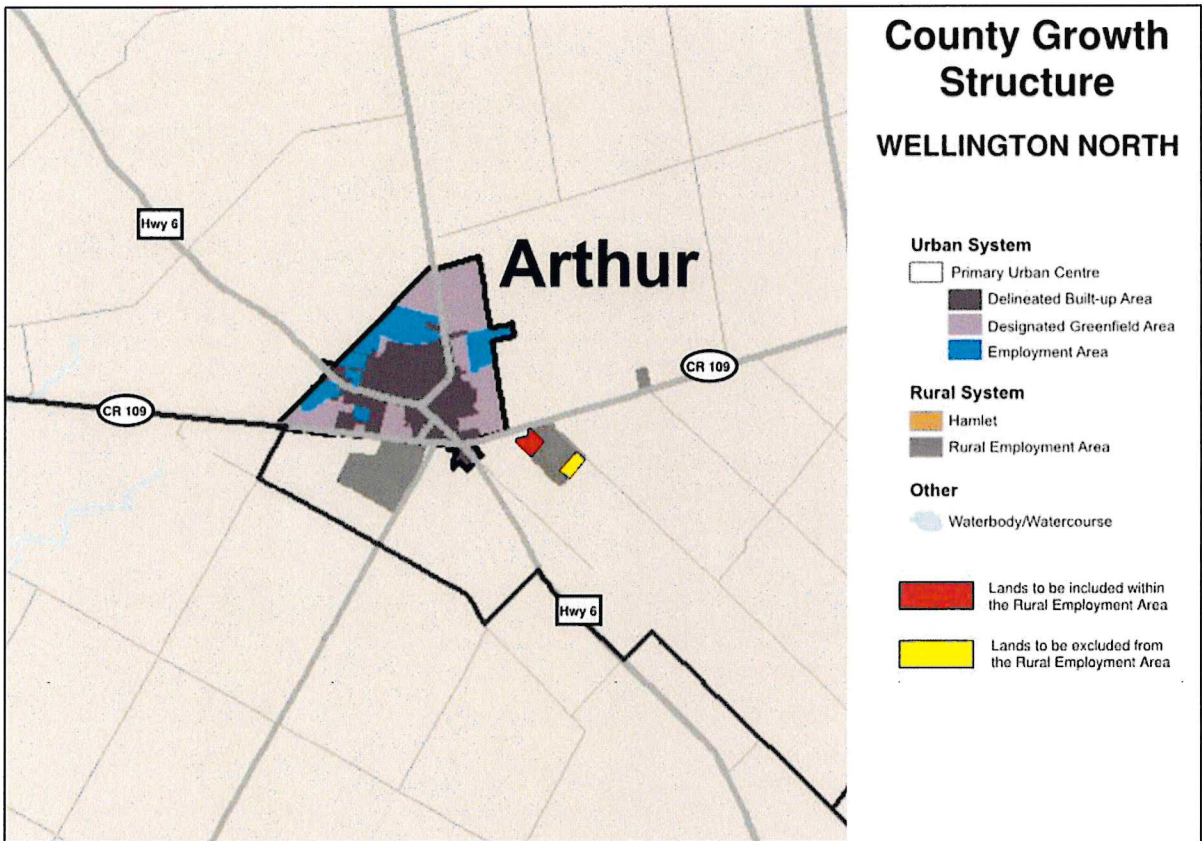 County Growth
Structure
WELLINGTON NORTH
Hwy 6
Arthur
CR 109
CR 109
Hwy 6
Urban System
Primary Urban Centre
Delineated Built-up Area
Designated Greenfield Area
Employment Area
Rural System
Hamlet
Rural Employment Area
Other
Waterbody/Watercourse
Lands to be included within
the Rural Employment Area
Lands to be excluded from
the Rural Employment Area